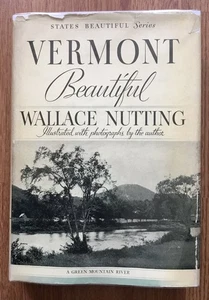 STATES BEAUTIFUL Series
VERMONT
Beautiful
WALLACE NUTTING
Illustrated with photographs by the author
A GREEN MOUNTAIN RIVER